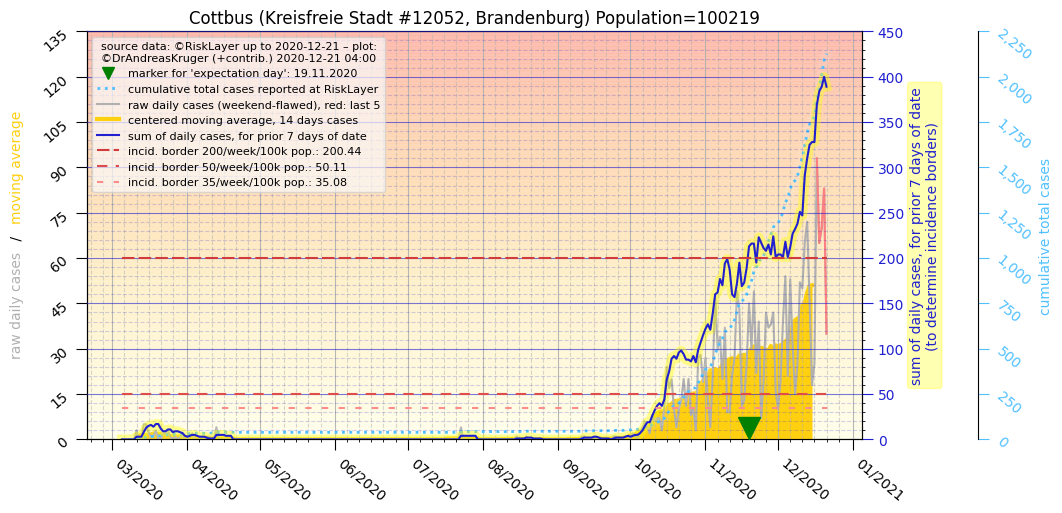 Cottbus (Kreisfreie Stadt #12052, Brandenburg) Population=100219
source data: ©RiskLayer up to 2020-12-21 – plot:
©DrAndreasKruger (+contrib.) 2020-12-21 04:00
marker for 'expectation day': 19.11.2020
cumulative total cases reported at RiskLayer
raw daily cases (weekend-flawed), red: last 5
centered moving average, 14 days cases
sum of daily cases, for prior 7 days of date
incid. border 200/week/100k pop.: 200.44
incid. border 50/week/100k pop.: 50.11
incid. border 35/week/100k pop.: 35.08
raw daily cases / moving average
135
120
105
90
75
60
45
30
15
0
03/2020
04/2020
05/2020
06/2020
07/2020
08/2020
09/2020
10/2020
11/2020
12/2020
01/2021
450
400
350
300
250
200
150
100
50
0
sum of daily cases, for prior 7 days of date
(to determine incidence borders)
2,250
2,000
1,750
1,500
1,250
1,000
750
500
250
0
cumulative total cases